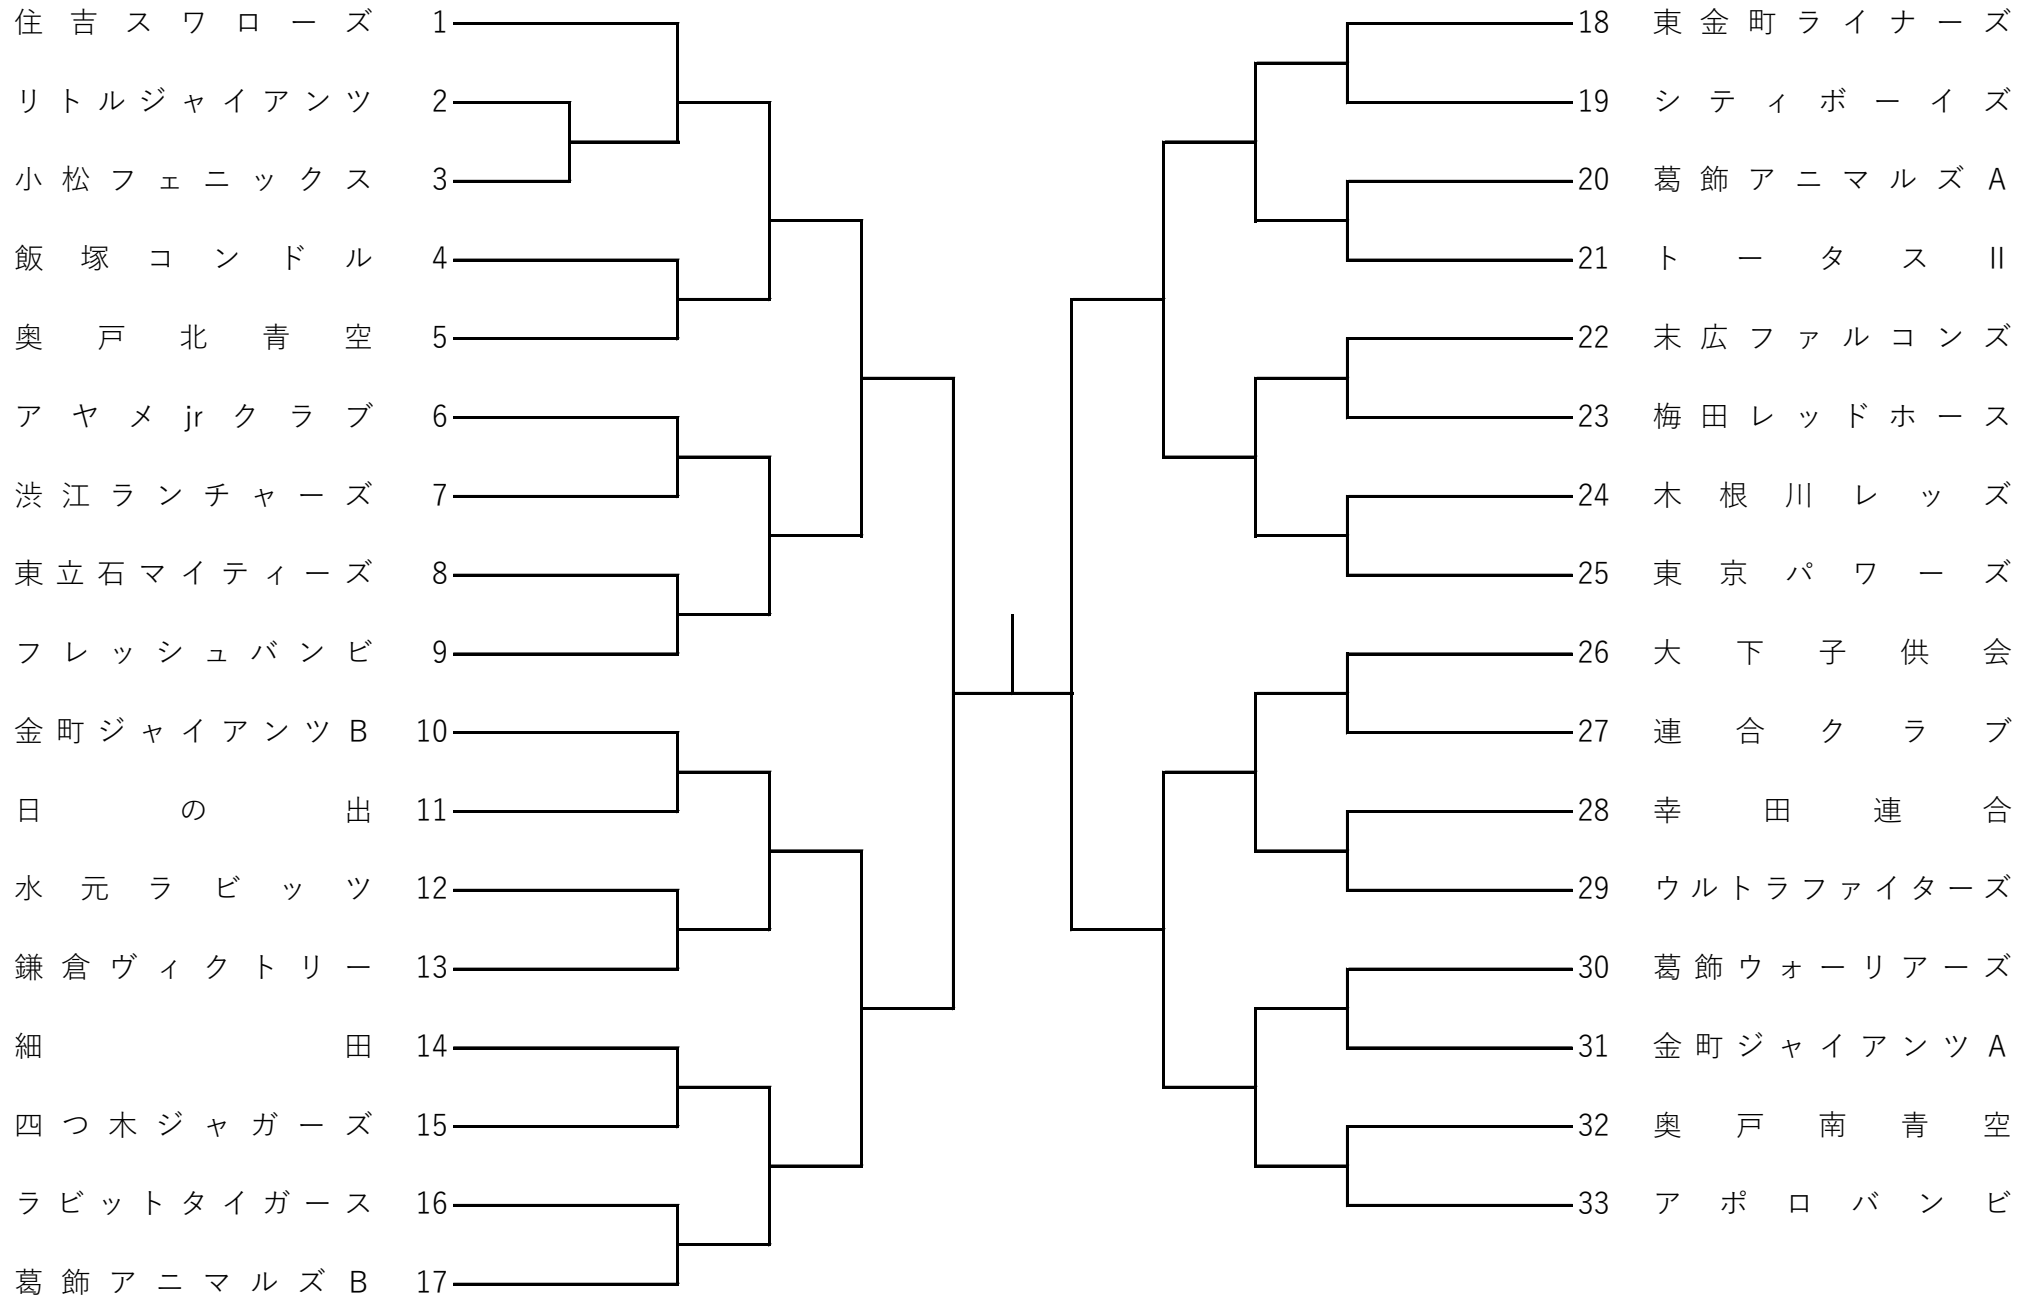 住吉スワローズ 1
リトルジャイアンツ 2
小松フェニックス 3
飯塚コンドル 4
奥戸北青空 5
アヤメjrクラブ 6
渋江ランチャーズ 7
東立石マイティーズ 8
フレッシュバンビ 9
金町ジャイアンツB 10
日の出 11
水元ラビッツ 12
鎌倉ヴィクトリー 13
細田 14
四つ木ジャガーズ 15
ラビットタイガース 16
葛飾アニマルズB 17
18 東金町ライナーズ
19 シティボーイズ
20 葛飾アニマルズA
21 トータスⅡ
22 末広ファルコンズ
23 梅田レッドホース
24 木根川レッズ
25 東京パワーズ
26 大下子供会
27 連合クラブ
28 幸田連合
29 ウルトラファイターズ
30 葛飾ウォーリアーズ
31 金町ジャイアンツA
32 奥戸南青空
33 アポロバンビ